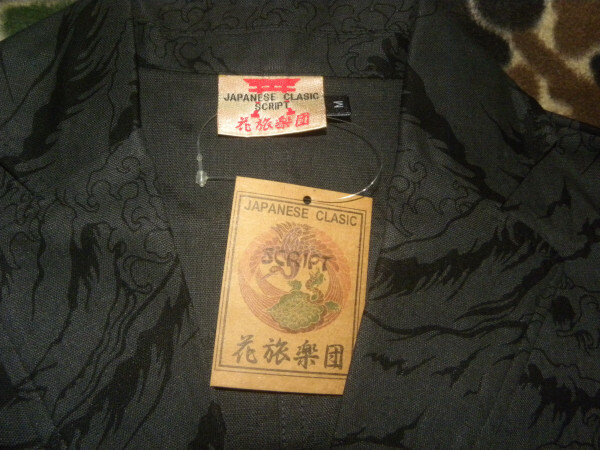 JAPANESE CLASIC
SCRIPT
花旅楽団
M
JAPANESE CLASIC
SCRIPT
花旅楽団